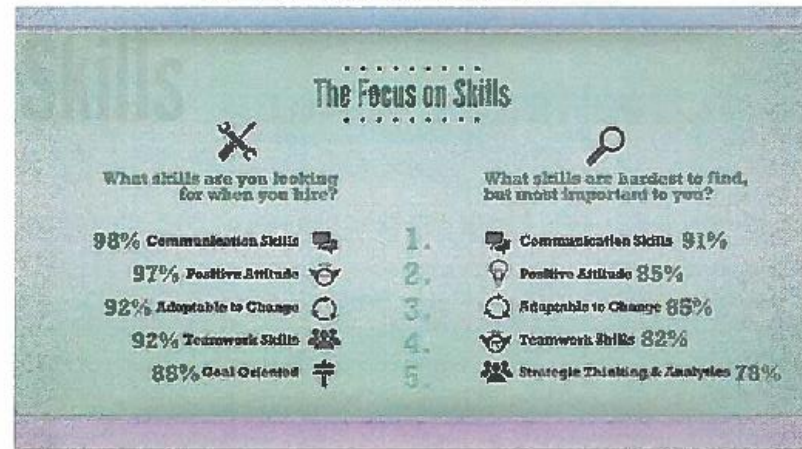 Skills
The Focus on Skills
What skills are you looking
for when you hire?
98% Communication Skills
97% Positive Attitude
92% Adaptable to Change
92% Teamwork Skills
88% Goal Oriented
1.
2.
3.
4.
5.
What skills are hardest to find,
but most important to you?
Communication Skills 91%
Positive Attitude 85%
Adaptable to Change 85%
Teamwork Skills 82%
Strategic Thinking & Analytics 78%